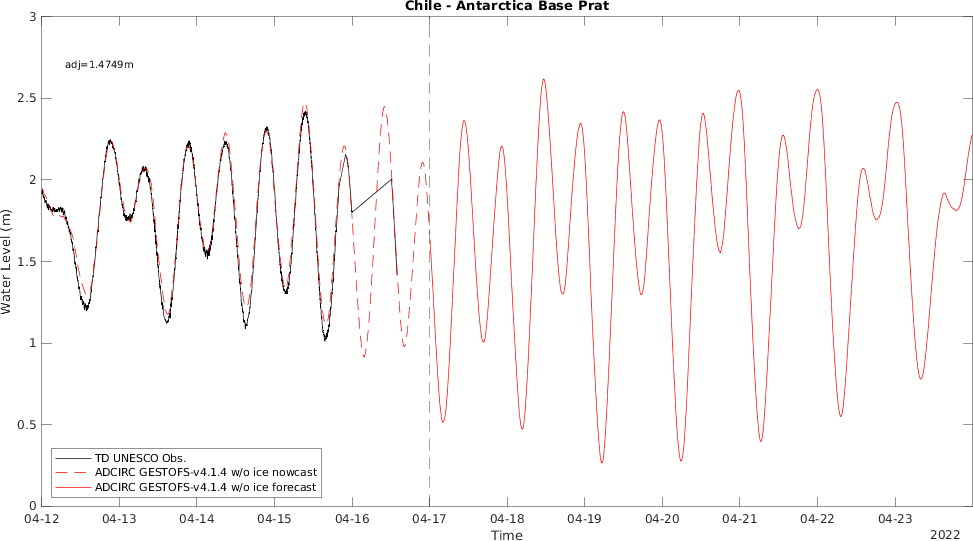 Chile - Antarctica Base Prat
adj=1.4749m
3
2.5
2
1.5
1
0.5
0
Water Level (m)
TD UNESCO Obs.
ADCIRC GESTOFS-v4.1.4 w/o ice nowcast
ADCIRC GESTOFS-v4.1.4 w/o ice forecast
04-12 04-13 04-14 04-15 04-16 04-17 04-18 04-19 04-20 04-21 04-22 04-23
Time
2022